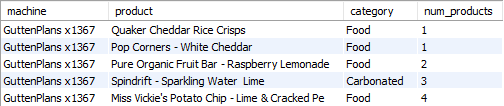 machine product category num_products
GuttenPlans x1367 Quaker Cheddar Rice Crisps Food 1
GuttenPlans x1367 Pop Corners - White Cheddar Food 1
GuttenPlans x1367 Pure Organic Fruit Bar - Raspberry Lemonade Food 2
GuttenPlans x1367 Spindrift - Sparkling Water Lime Carbonated 3
GuttenPlans x1367 Miss Vickie's Potato Chip - Lime & Cracked Pe Food 4